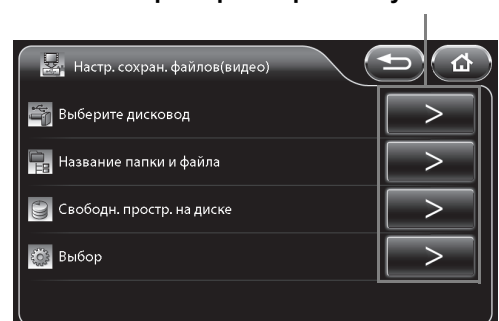 Настр. сохран. файлов(видео)
Выберите дисковод
>
Название папки и файла
>
Свободн. простр. на диске
>
Выбор
>